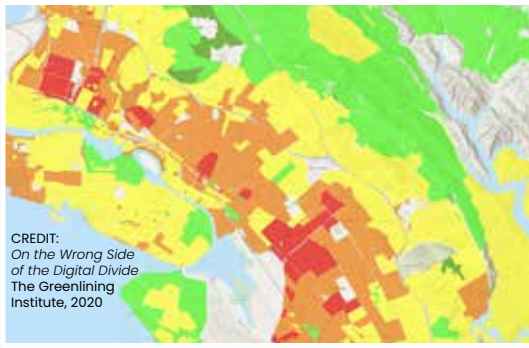 CREDIT:
On the Wrong Side
of the Digital Divide
The Greenlining
Institute, 2020